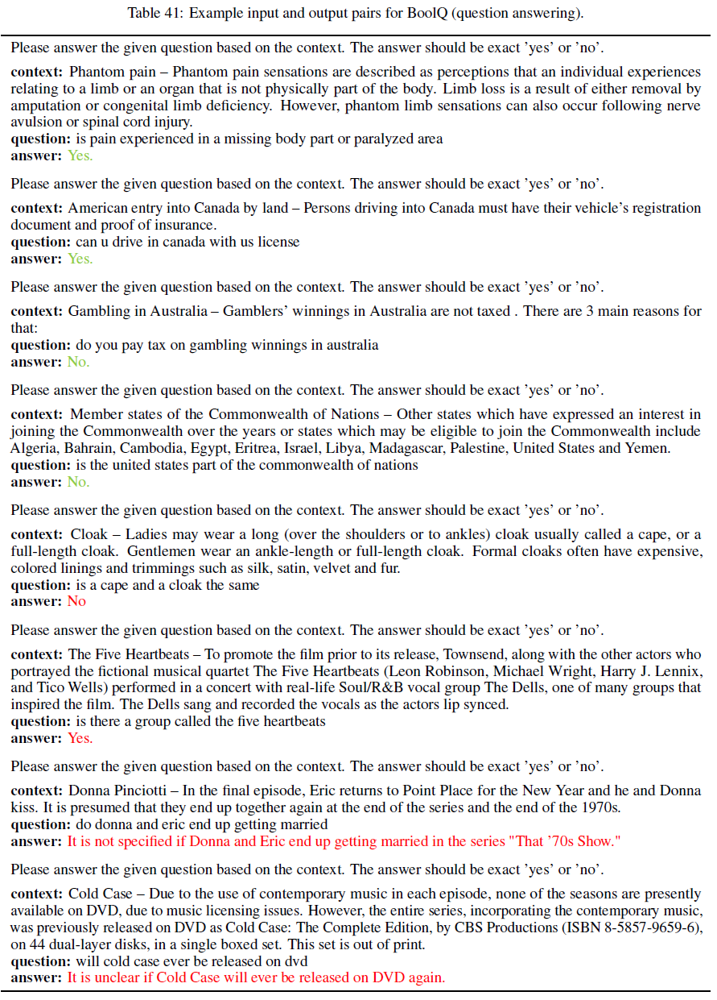 Table 41: Example input and output pairs for BoolQ (question answering).
Please answer the given question based on the context. The answer should be exact ’yes’ or ’no’.
context: Phantom pain – Phantom pain sensations are described as perceptions that an individual experiences
relating to a limb or an organ that is not physically part of the body. Limb loss is a result of either removal by
amputation or congenital limb deficiency. However, phantom limb sensations can also occur following nerve
avulsion or spinal cord injury.
question: is pain experienced in a missing body part or paralyzed area
answer: Yes.
Please answer the given question based on the context. The answer should be exact ’yes’ or ’no’.
context: American entry into Canada by land – Persons driving into Canada must have their vehicle’s registration
document and proof of insurance.
question: can u drive in canada with us license
answer: Yes.
Please answer the given question based on the context. The answer should be exact ’yes’ or ’no’.
context: Gambling in Australia – Gamblers’ winnings in Australia are not taxed . There are 3 main reasons for
that:
question: do you pay tax on gambling winnings in australia
answer: No.
Please answer the given question based on the context. The answer should be exact ’yes’ or ’no’.
context: Member states of the Commonwealth of Nations – Other states which have expressed an interest in
joining the Commonwealth over the years or states which may be eligible to join the Commonwealth include
Algeria, Bahrain, Cambodia, Egypt, Eritrea, Israel, Libya, Madagascar, Palestine, United States and Yemen.
question: is the united states part of the commonwealth of nations
answer: No.
Please answer the given question based on the context. The answer should be exact ’yes’ or ’no’.
context: Cloak – Ladies may wear a long (over the shoulders or to ankles) cloak usually called a cape, or a
full-length cloak. Gentlemen wear an ankle-length or full-length cloak. Formal cloaks often have expensive,
colored linings and trimmings such as silk, satin, velvet and fur.
question: is a cape and a cloak the same
answer: No
Please answer the given question based on the context. The answer should be exact ’yes’ or ’no’.
context: The Five Heartbeats – To promote the film prior to its release, Townsend, along with the other actors who
portrayed the fictional musical quartet The Five Heartbeats (Leon Robinson, Michael Wright, Harry J. Lennix,
and Tico Wells) performed in a concert with real-life Soul/R&B vocal group The Dells, one of many groups that
inspired the film. The Dells sang and recorded the vocals as the actors lip synced.
question: is there a group called the five heartbeats
answer: Yes.
Please answer the given question based on the context. The answer should be exact ’yes’ or ’no’.
context: Donna Pinciotti – In the final episode, Eric returns to Point Place for the New Year and he and Donna
kiss. It is presumed that they end up together again at the end of the series and the end of the 1970s.
question: do donna and eric end up getting married
answer: It is not specified if Donna and Eric end up getting married in the series "That ’70s Show."
Please answer the given question based on the context. The answer should be exact ’yes’ or ’no’.
context: Cold Case – Due to the use of contemporary music in each episode, none of the seasons are presently
available on DVD, due to music licensing issues. However, the entire series, incorporating the contemporary music,
was previously released on DVD as Cold Case: The Complete Edition, by CBS Productions (ISBN 8-5857-9659-6),
on 44 dual-layer disks, in a single boxed set. This set is out of print.
question: will cold case ever be released on dvd
answer: It is unclear if Cold Case will ever be released on DVD again.